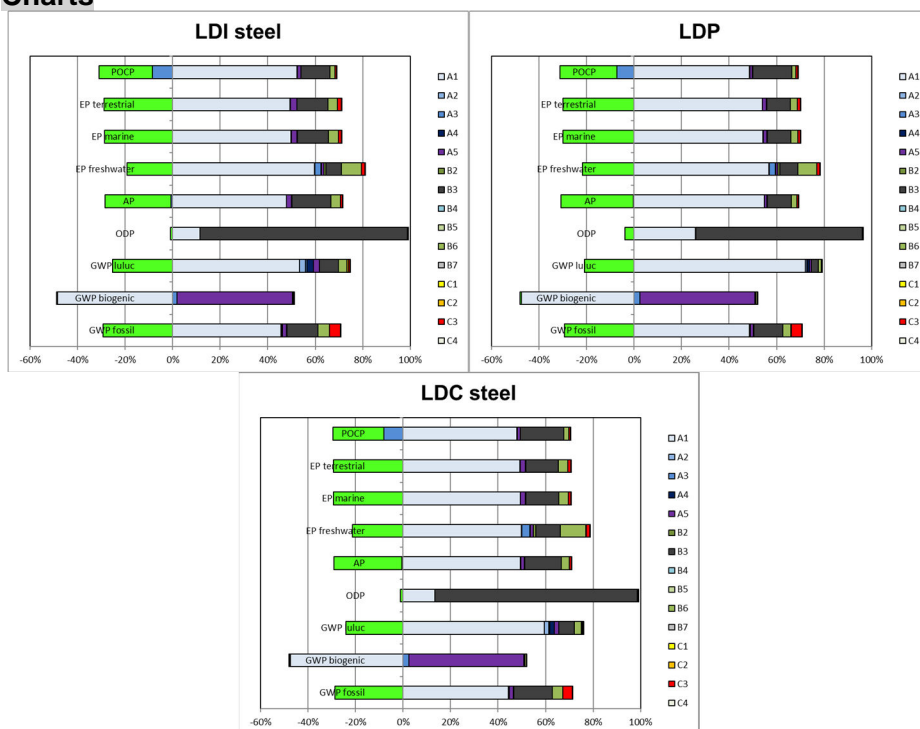 Charts
LDI steel
POCP
EP terrestrial
EP marine
EP freshwater
AP
ODP
GWP luluc
GWP biogenic
GWP fossil
-60% -40% -20% 0% 20% 40% 60% 80% 100%
A1
A2
A3
A4
A5
B2
B3
B4
B5
B6
B7
C1
C2
C3
C4
LDP
POCP
EP terrestrial
EP marine
EP freshwater
AP
ODP
GWP luluc
GWP biogenic
GWP fossil
-60% -40% -20% 0% 20% 40% 60% 80% 100%
A1
A2
A3
A4
A5
B2
B3
B4
B5
B6
B7
C1
C2
C3
C4
LDC steel
POCP
EP terrestrial
EP marine
EP freshwater
AP
ODP
GWP luluc
GWP biogenic
GWP fossil
-60% -40% -20% 0% 20% 40% 60% 80% 100%
A1
A2
A3
A4
A5
B2
B3
B4
B5
B6
B7
C1
C2
C3
C4